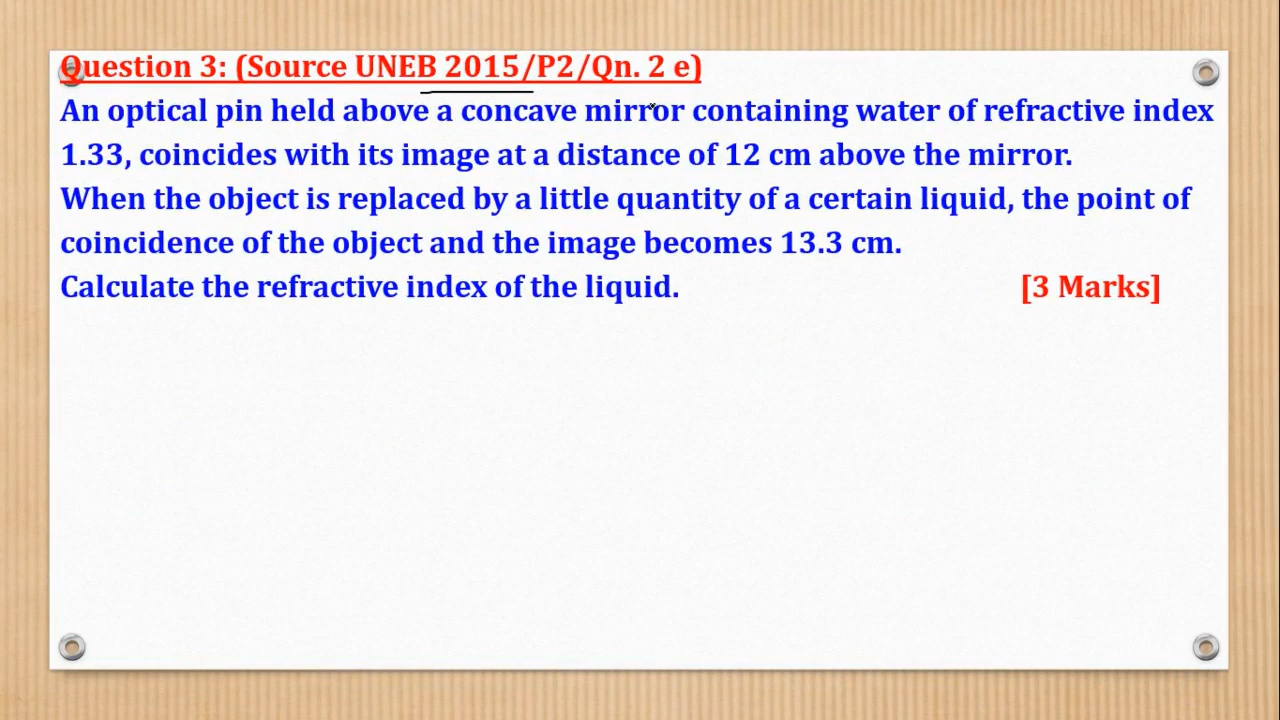 Question 3: (Source UNEB 2015/P2/Qn. 2 e)
An optical pin held above a concave mirror containing water of refractive index
1.33, coincides with its image at a distance of 12 cm above the mirror.
When the object is replaced by a little quantity of a certain liquid, the point of
coincidence of the object and the image becomes 13.3 cm.
Calculate the refractive index of the liquid. [3 Marks]